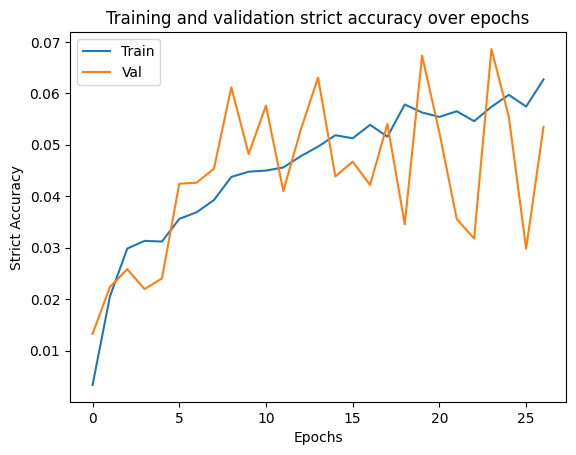 Training and validation strict accuracy over epochs
Train
Val
0.07
0.06
0.05
0.04
0.03
0.02
0.01
Strict Accuracy
0 5 10 15 20 25
Epochs